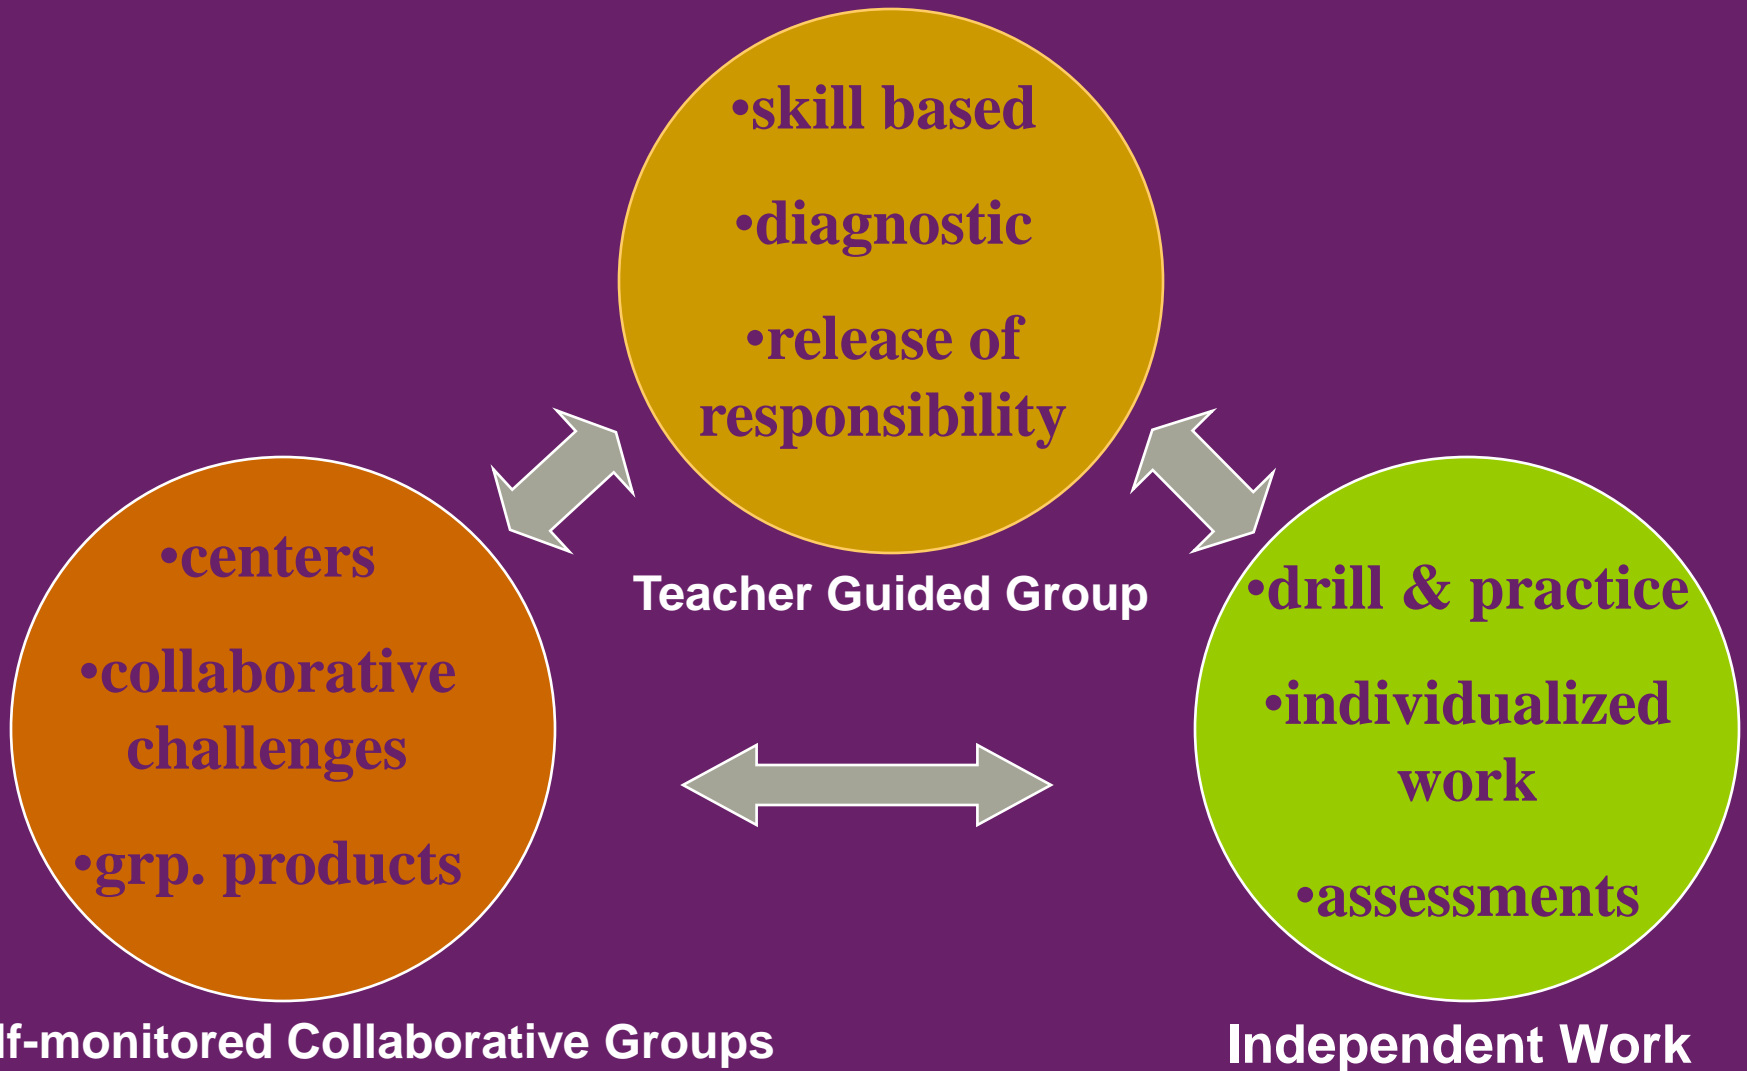 •skill based
•diagnostic
•release of
responsibility
Teacher Guided Group
•centers
•collaborative
challenges
•grp. products
lf-monitored Collaborative Groups
•drill & practice
•individualized
work
•assessments
Independent Work